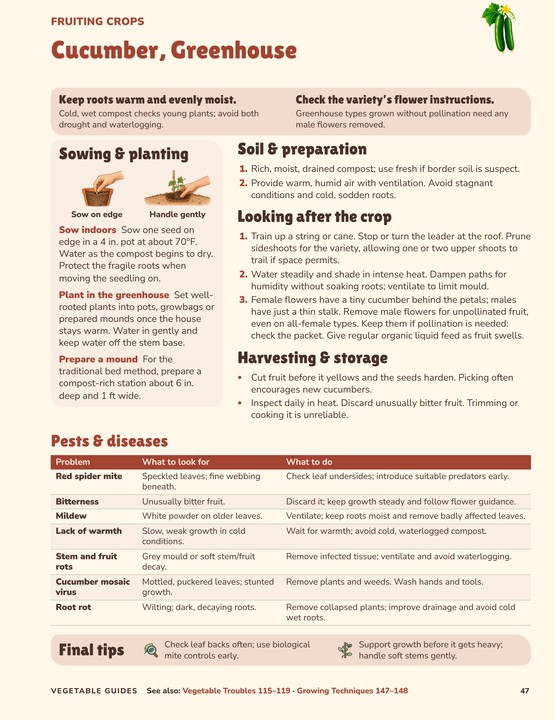 FRUITING CROPS
Cucumber, Greenhouse
Keep roots warm and evenly moist.
Cold, wet compost checks young plants; avoid both
drought and waterlogging.
Check the variety's flower instructions.
Greenhouse types grown without pollination need any
male flowers removed.
Sowing & planting
Sow on edge
Handle gently
Sow indoors Sow one seed on
edge in a 4 in. pot at about 70°F.
Water as the compost begins to dry.
Protect the fragile roots when
moving the seedling on.
Plant in the greenhouse Set well-
rooted plants into pots, growbags or
prepared mounds once the house
stays warm. Water in gently and
keep water off the stem base.
Prepare a mound For the
traditional bed method, prepare a
compost-rich station about 6 in.
deep and 1 ft wide.
Soil & preparation
1. Rich, moist, drained compost; use fresh if border soil is suspect.
2. Provide warm, humid air with ventilation. Avoid stagnant
conditions and cold, sodden roots.
Looking after the crop
1. Train up a string or cane. Stop or turn the leader at the roof. Prune
sideshoots for the variety, allowing one or two upper shoots to
trail if space permits.
2. Water steadily and shade in intense heat. Dampen paths for
humidity without soaking roots; ventilate to limit mould.
3. Female flowers have a tiny cucumber behind the petals; males
have just a thin stalk. Remove male flowers for unpollinated fruit,
even on all-female types. Keep them if pollination is needed:
check the packet. Give regular organic liquid feed as fruit swells.
Harvesting & storage
• Cut fruit before it yellows and the seeds harden. Picking often
encourages new cucumbers.
• Inspect daily in heat. Discard unusually bitter fruit. Trimming or
cooking it is unreliable.
Pests & diseases
Problem What to look for What to do
Red spider mite Speckled leaves; fine webbing Check leaf undersides; introduce suitable predators early.
beneath.
Bitterness Unusually bitter fruit. Discard it; keep growth steady and follow flower guidance.
Mildew White powder on older leaves. Ventilate; keep roots moist and remove badly affected leaves.
Lack of warmth Slow, weak growth in cold Wait for warmth; avoid cold, waterlogged compost.
conditions.
Stem and fruit Grey mould or soft stem/fruit Remove infected tissue; ventilate and avoid waterlogging.
rots decay.
Cucumber mosaic Mottled, puckered leaves; stunted Remove plants and weeds. Wash hands and tools.
virus growth.
Root rot Wilting; dark, decaying roots. Remove collapsed plants; improve drainage and avoid cold
wet roots.
Final tips
Check leaf backs often; use biological
mite controls early.
Support growth before it gets heavy;
handle soft stems gently.
VEGETABLE GUIDES See also: Vegetable Troubles 115–119 · Growing Techniques 147–148 47